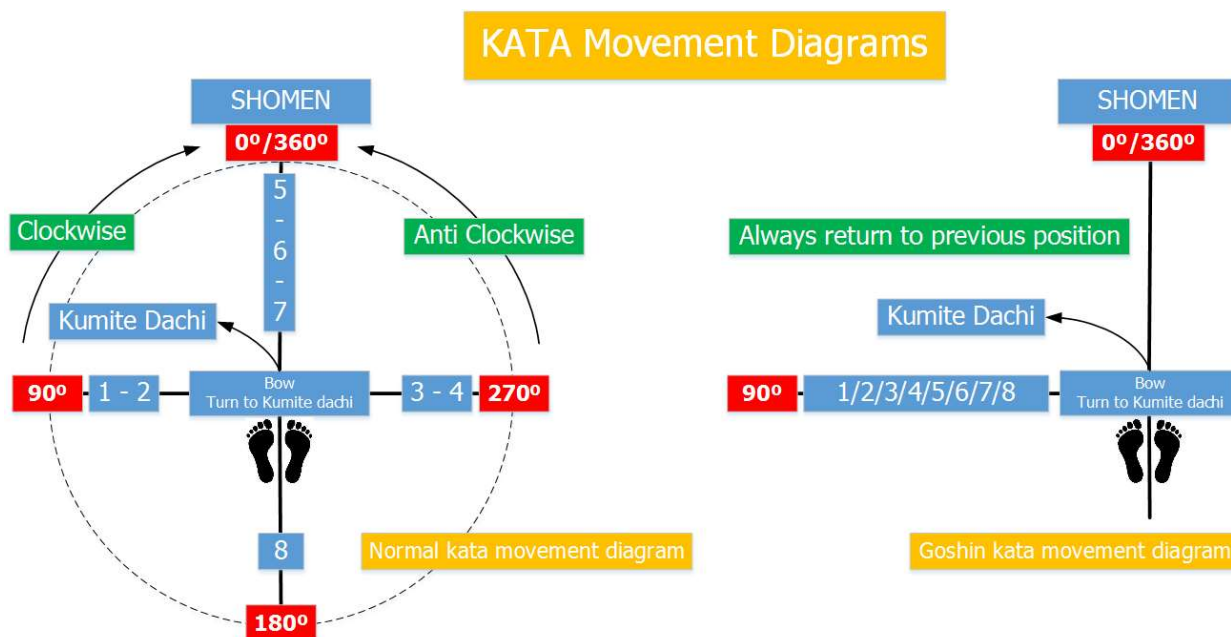 KATA Movement Diagrams
SHOMEN
0º/360º
5
-
6
-
7
Clockwise
Anti Clockwise
Kumite Dachi
90º
1 - 2
Bow
Turn to Kumite dachi
3 - 4
270º
8
Normal kata movement diagram
180º
SHOMEN
0º/360º
Always return to previous position
Kumite Dachi
90º
1/2/3/4/5/6/7/8
Bow
Turn to Kumite dachi
Goshin kata movement diagram